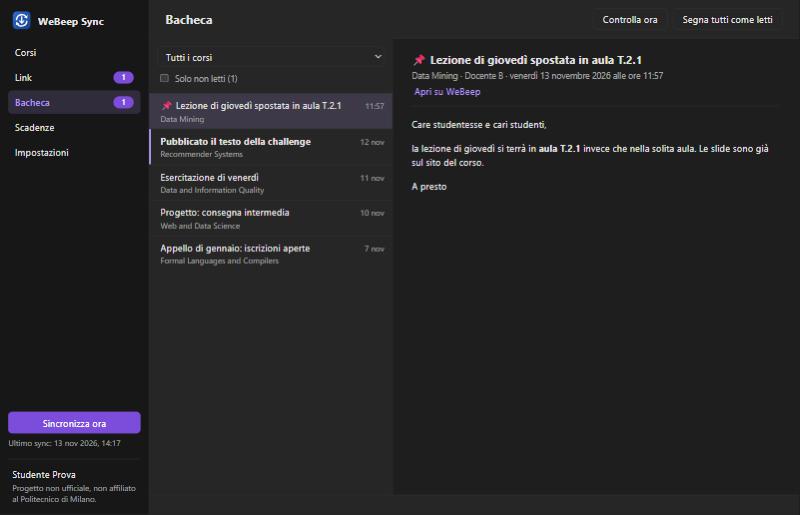 WeBeep Sync
Corsi
Link 1
Bacheca 1
Scadenze
Impostazioni
Sincronizza ora
Ultimo sync: 13 nov 2026, 14:17
Studente Prova
Progetto non ufficiale, non affiliato
al Politecnico di Milano.
Bacheca
Controlla ora
Segna tutti come letti
Tutti i corsi
Solo non letti (1)
Lezione di giovedì spostata in aula T.2.1 11:57
Data Mining
Pubblicato il testo della challenge 12 nov
Recommender Systems
Esercitazione di venerdì 11 nov
Data and Information Quality
Progetto: consegna intermedia 10 nov
Web and Data Science
Appello di gennaio: iscrizioni aperte 7 nov
Formal Languages and Compilers
Lezione di giovedì spostata in aula T.2.1
Data Mining · Docente B · venerdì 13 novembre 2026 alle ore 11:57
Apri su WeBeep
Care studentesse e cari studenti,
la lezione di giovedì si terrà in aula T.2.1 invece che nella solita aula. Le slide sono già
sul sito del corso.
A presto